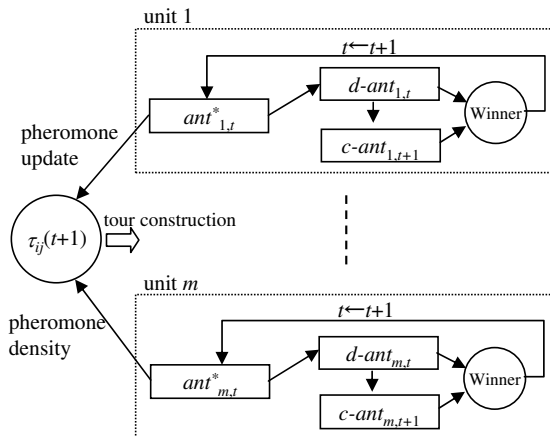 unit 1
t←t+1
d-ant1,t
ant*1,t
Winner
c-ant1,t+1
pheromone
update
tour construction
τij(t+1)
unit m
t←t+1
pheromone
density
d-antm,t
ant*m,t
Winner
c-antm,t+1